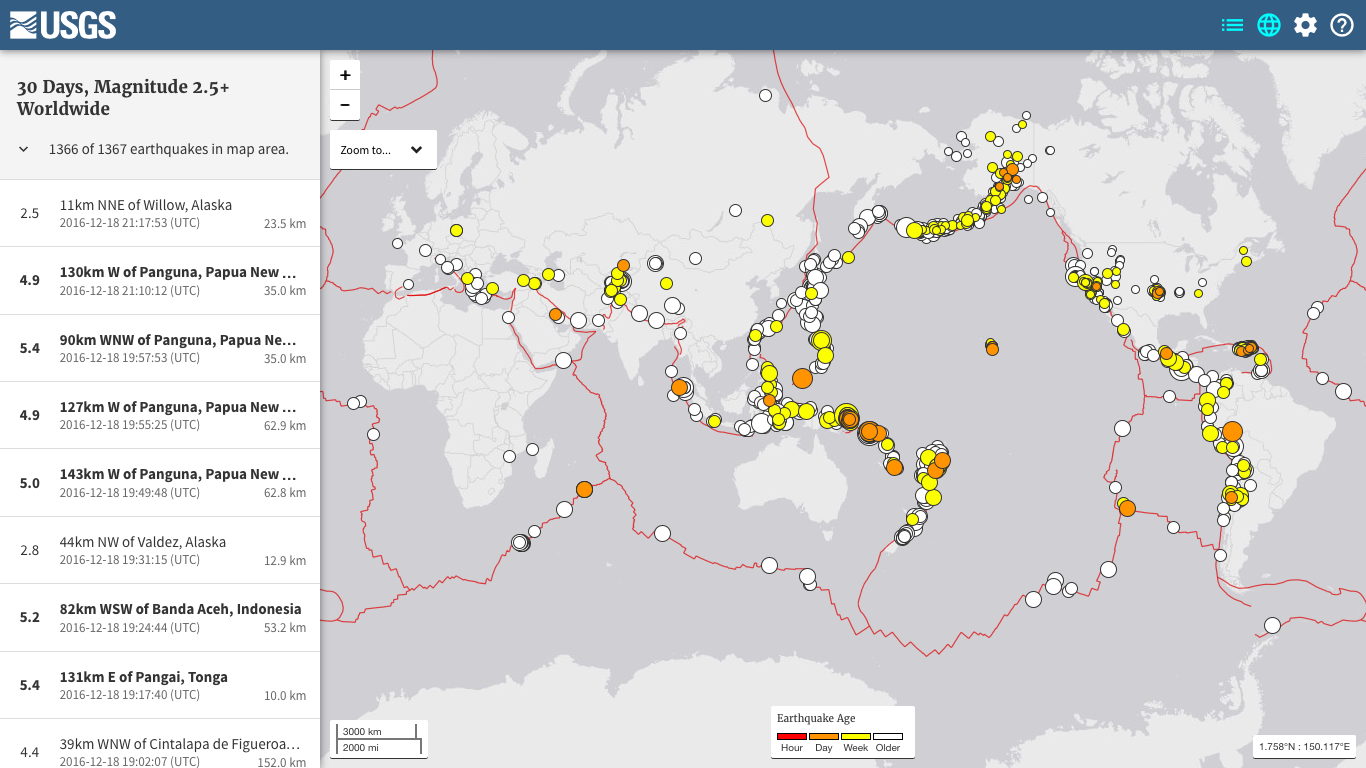 USGS
30 Days, Magnitude 2.5+
Worldwide
1366 of 1367 earthquakes in map area.
2.5
11km NNE of Willow, Alaska
2016-12-18 21:17:53 (UTC) 23.5 km
4.9
130km W of Panguna, Papua New ...
2016-12-18 21:10:12 (UTC) 35.0 km
5.4
90km WNW of Panguna, Papua Ne...
2016-12-18 19:57:53 (UTC) 35.0 km
4.9
127km W of Panguna, Papua New ...
2016-12-18 19:55:25 (UTC) 62.9 km
5.0
143km W of Panguna, Papua New ...
2016-12-18 19:49:48 (UTC) 62.8 km
2.8
44km NW of Valdez, Alaska
2016-12-18 19:31:15 (UTC) 12.9 km
5.2
82km WSW of Banda Aceh, Indonesia
2016-12-18 19:24:44 (UTC) 53.2 km
5.4
131km E of Pangai, Tonga
2016-12-18 19:17:40 (UTC) 10.0 km
4.4
39km WNW of Cintalapa de Figueroa...
2016-12-18 19:02:07 (UTC) 152.0 km
+
−
Zoom to...
3000 km
2000 mi
Earthquake Age
Hour Day Week Older
1.758°N : 150.117°E